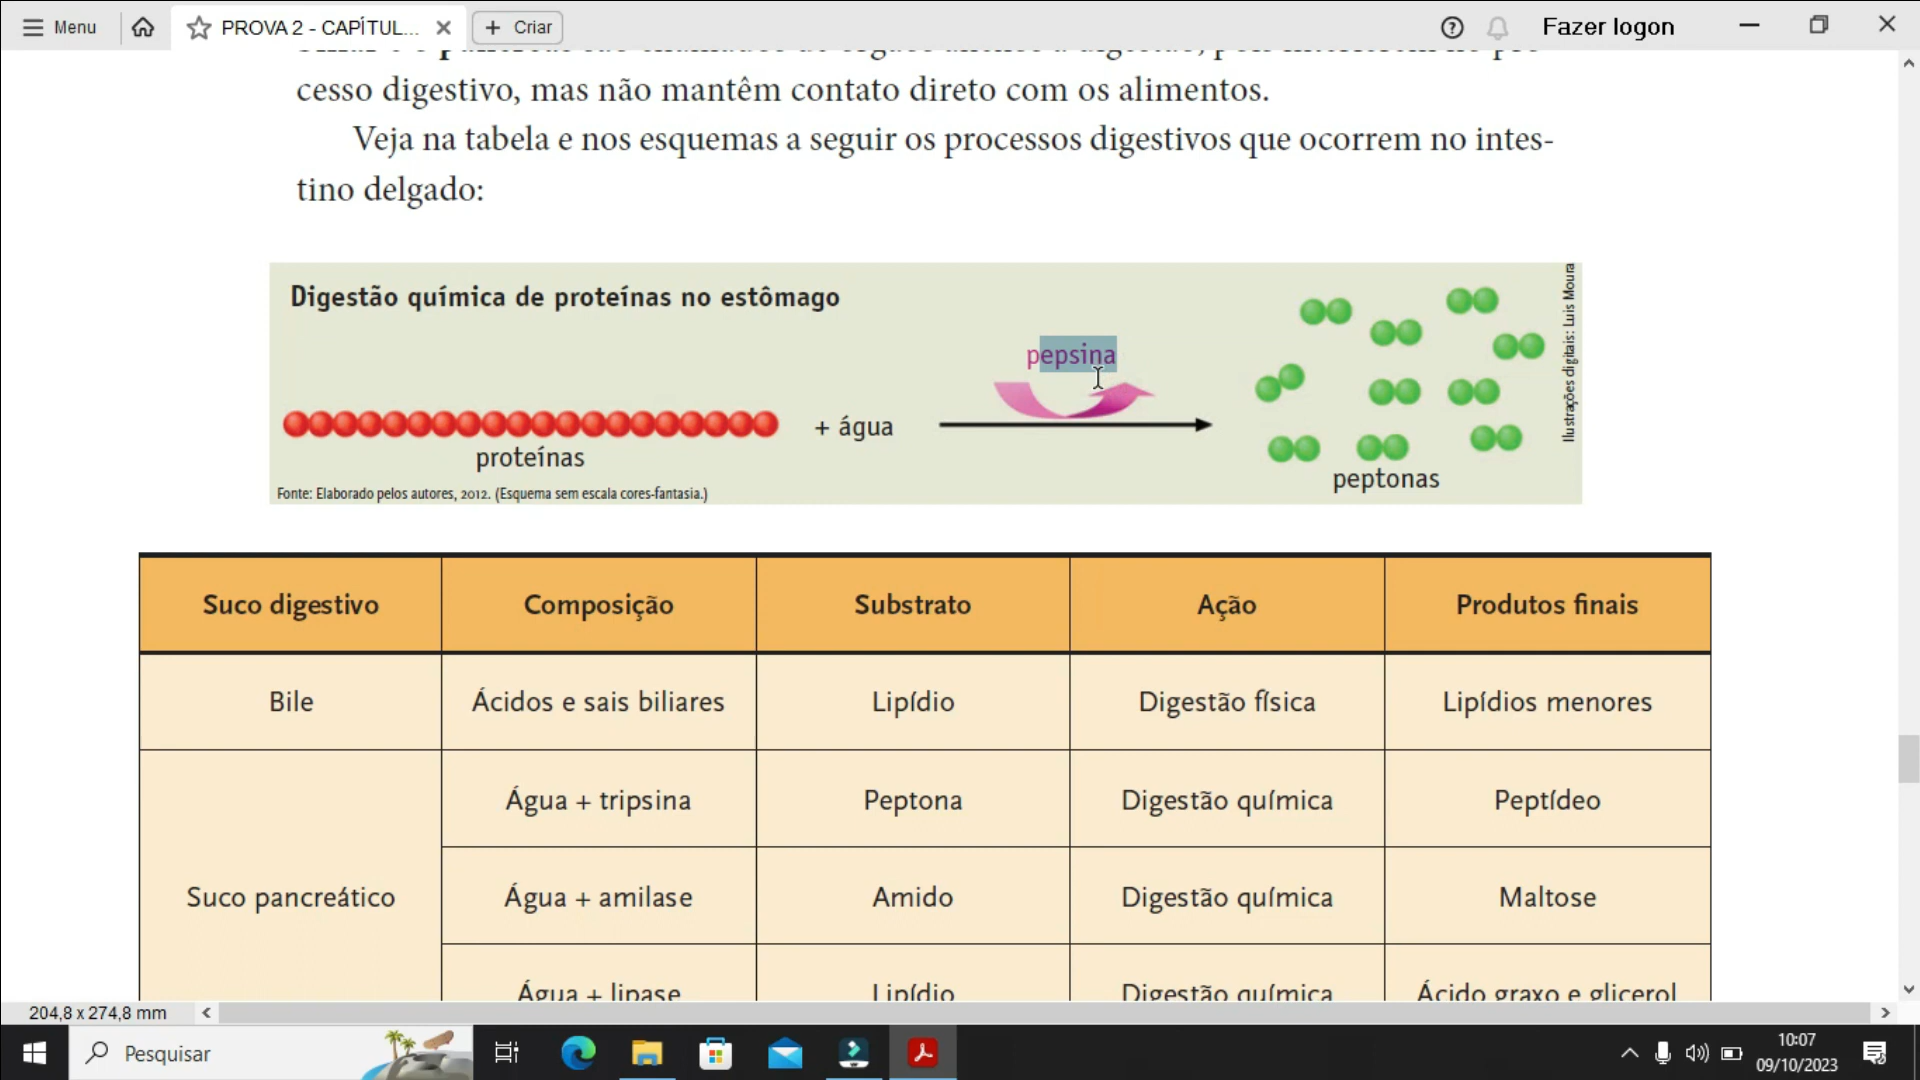 Menu
PROVA 2 - CAPÍTUL...
Criar
Fazer logon
cesso digestivo, mas não mantêm contato direto com os alimentos.
Veja na tabela e nos esquemas a seguir os processos digestivos que ocorrem no intes-
tino delgado:
Digestão química de proteínas no estômago
pepsina
+ água
proteínas
peptonas
Fonte: Elaborado pelos autores, 2012. (Esquema sem escala cores-fantasia.)
Ilustrações digitais: Luis Moura
Suco digestivo Composição Substrato Ação Produtos finais
Bile Ácidos e sais biliares Lipídio Digestão física Lipídios menores
Água + tripsina Peptona Digestão química Peptídeo
Suco pancreático Água + amilase Amido Digestão química Maltose
Água + lipase Lipídio Digestão química Ácido graxo e glicerol
204,8 x 274,8 mm
Pesquisar
10:07
09/10/2023